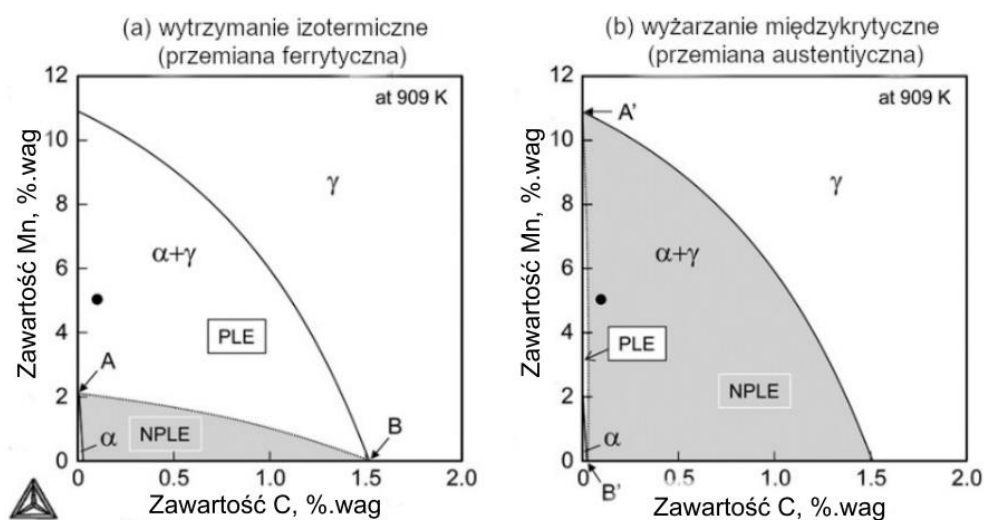 (a) wytrzymanie izotermiczne
(przemiana ferrytyczna)
12
10
8
6
4
2
0
Zawartość Mn, %.wag
at 909 K
γ
α+γ
PLE
A
NPLE
α
B
0
0.5
1.0
1.5
2.0
Zawartość C, %.wag
(b) wyżarzanie międzykrytyczne
(przemiana austentiyczna)
12
10
8
6
4
2
0
Zawartość Mn, %.wag
at 909 K
A'
γ
α+γ
PLE
NPLE
α
B'
0
0.5
1.0
1.5
2.0
Zawartość C, %.wag